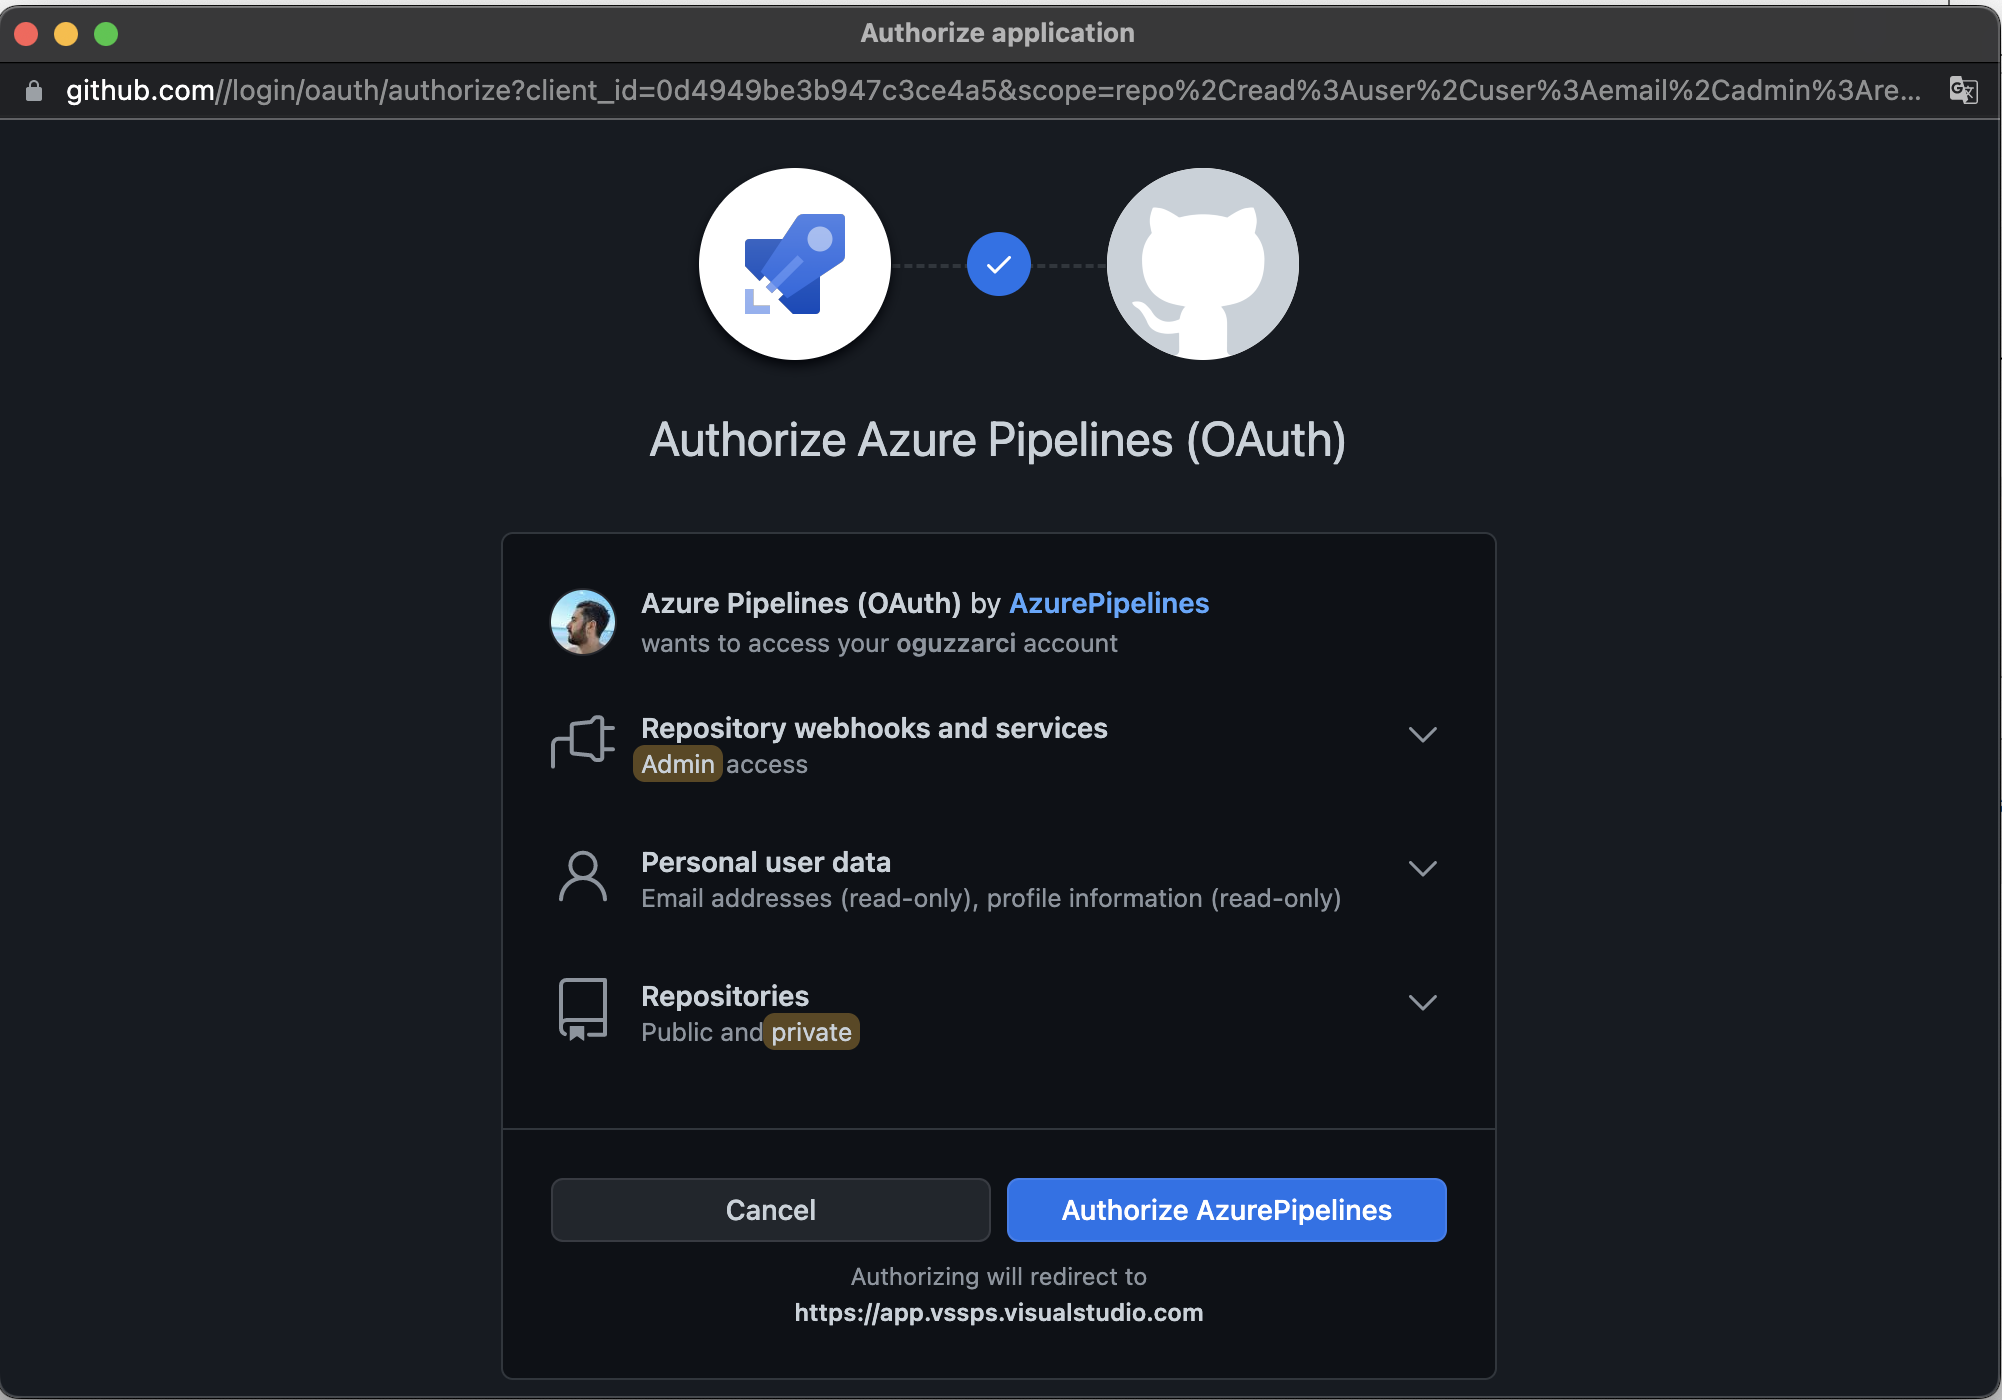 Authorize application
github.com//login/oauth/authorize?client_id=0d4949be3b947c3ce4a5&scope=repo%2Cread%3Auser%2Cuser%3Aemail%2Cadmin%3Are...
Authorize Azure Pipelines (OAuth)
Azure Pipelines (OAuth) by AzurePipelines
wants to access your oguzzarci account
Repository webhooks and services
Admin access
Personal user data
Email addresses (read-only), profile information (read-only)
Repositories
Public and private
Cancel
Authorize AzurePipelines
Authorizing will redirect to
https://app.vssps.visualstudio.com